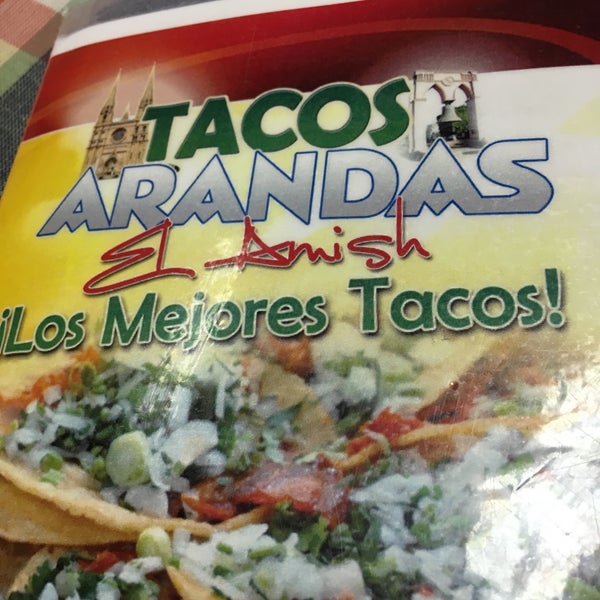 TACOS
ARANDAS
El Amish
¡Los Mejores Tacos!